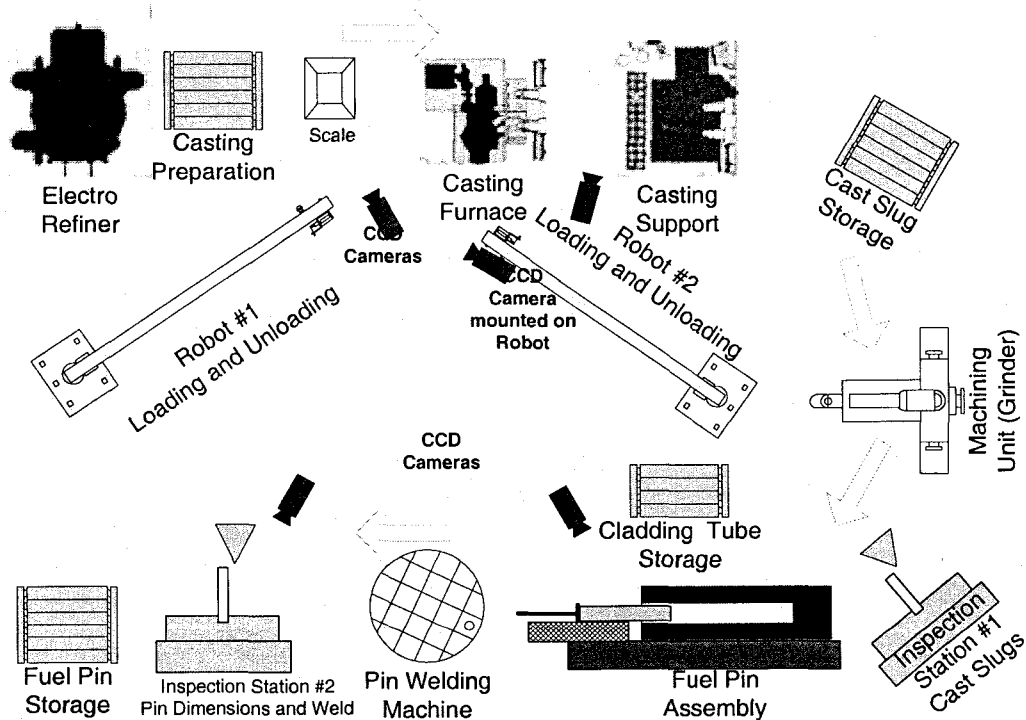 Electro
Refiner
Casting
Preparation
Scale
Casting
Furnace
Casting
Support
Cast Slug
Storage
CCD
Cameras
CCD
Camera
mounted on
Robot
Robot #1
Loading and Unloading
Robot #2
Loading and Unloading
Machining
Unit (Grinder)
CCD
Cameras
Cladding Tube
Storage
Fuel Pin
Storage
Inspection Station #2
Pin Dimensions and Weld
Pin Welding
Machine
Fuel Pin
Assembly
Inspection
Station #1
Cast Slugs